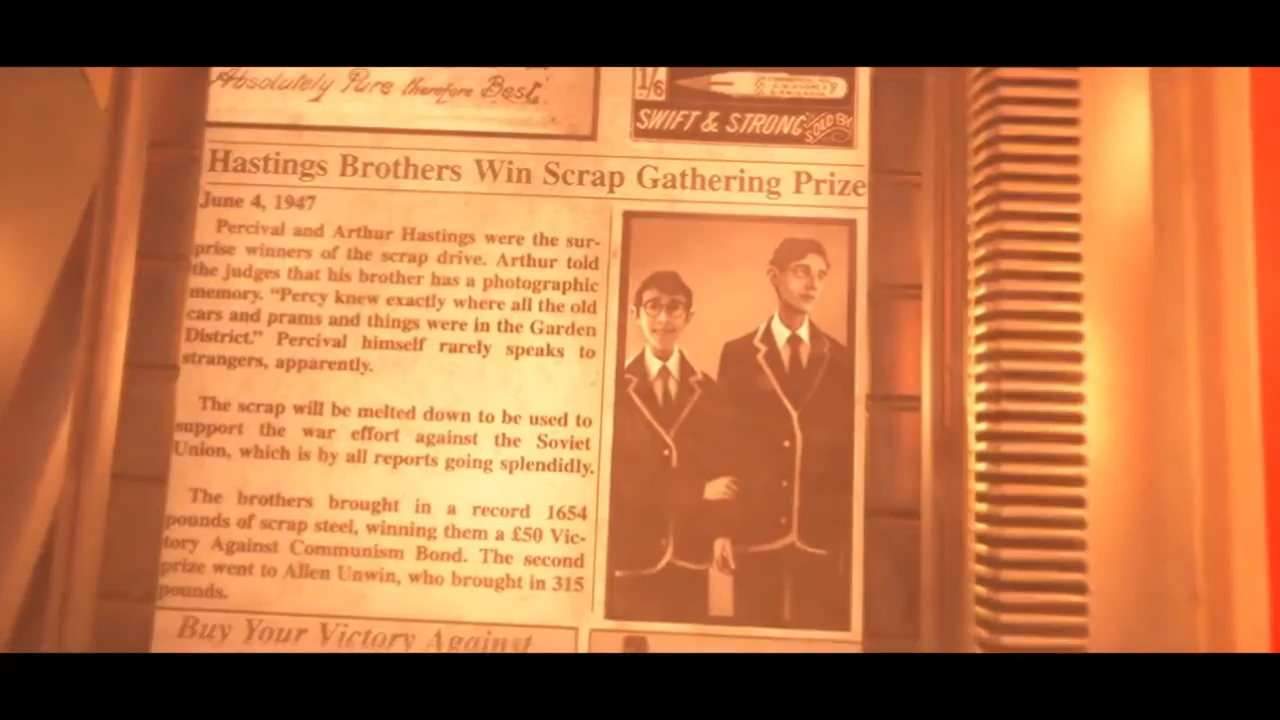 Absolutely Pure therefore Best'
1/6
SWIFT & STRONG
SOLD BY
Hastings Brothers Win Scrap Gathering Prize
June 4, 1947
Percival and Arthur Hastings were the sur-
prise winners of the scrap drive. Arthur told
the judges that his brother has a photographic
memory. “Percy knew exactly where all the old
cars and prams and things were in the Garden
District.” Percival himself rarely speaks to
strangers, apparently.
The scrap will be melted down to be used to
support the war effort against the Soviet
Union, which is by all reports going splendidly.
The brothers brought in a record 1654
pounds of scrap steel, winning them a £50 Vic-
tory Against Communism Bond. The second
prize went to Allen Unwin, who brought in 315
pounds.
Buy Your Victory Against